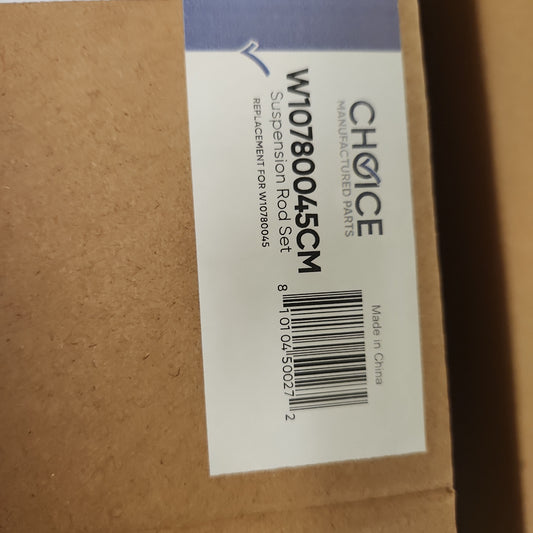 CHOICE
MANUFACTURED PARTS
W10780045CM
Suspension Rod Set
REPLACEMENT FOR W10780045
Made in China
8 10104 50027 2